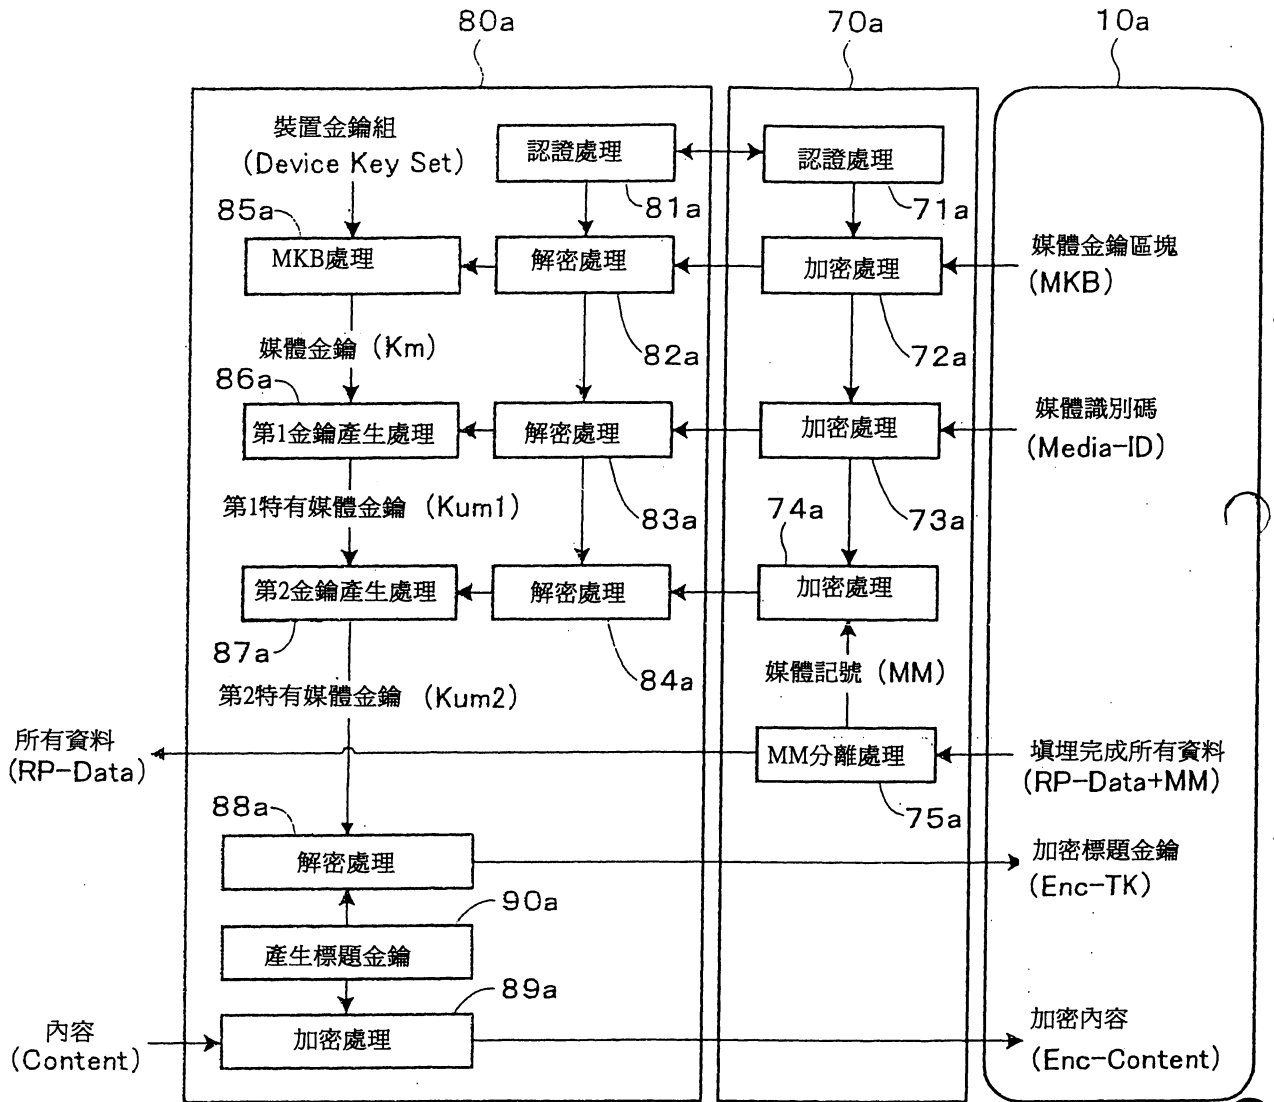 80a
70a
10a
裝置金鑰組
(Device Key Set)
認證處理
認證處理
85a
81a
71a
MKB處理
解密處理
加密處理
媒體金鑰區塊
(MKB)
媒體金鑰(Km)
82a
72a
86a
第1金鑰產生處理
解密處理
加密處理
媒體識別碼
(Media-ID)
第1特有媒體金鑰 (Kum1)
83a
74a
73a
第2金鑰產生處理
解密處理
加密處理
87a
84a
媒體記號(MM)
第2特有媒體金鑰 (Kum2)
所有資料
(RP-Data)
MM分離處理
填埋完成所有資料
(RP-Data+MM)
88a
75a
解密處理
加密標題金鑰
(Enc-TK)
90a
產生標題金鑰
89a
內容
(Content)
加密處理
加密內容
(Enc-Content)